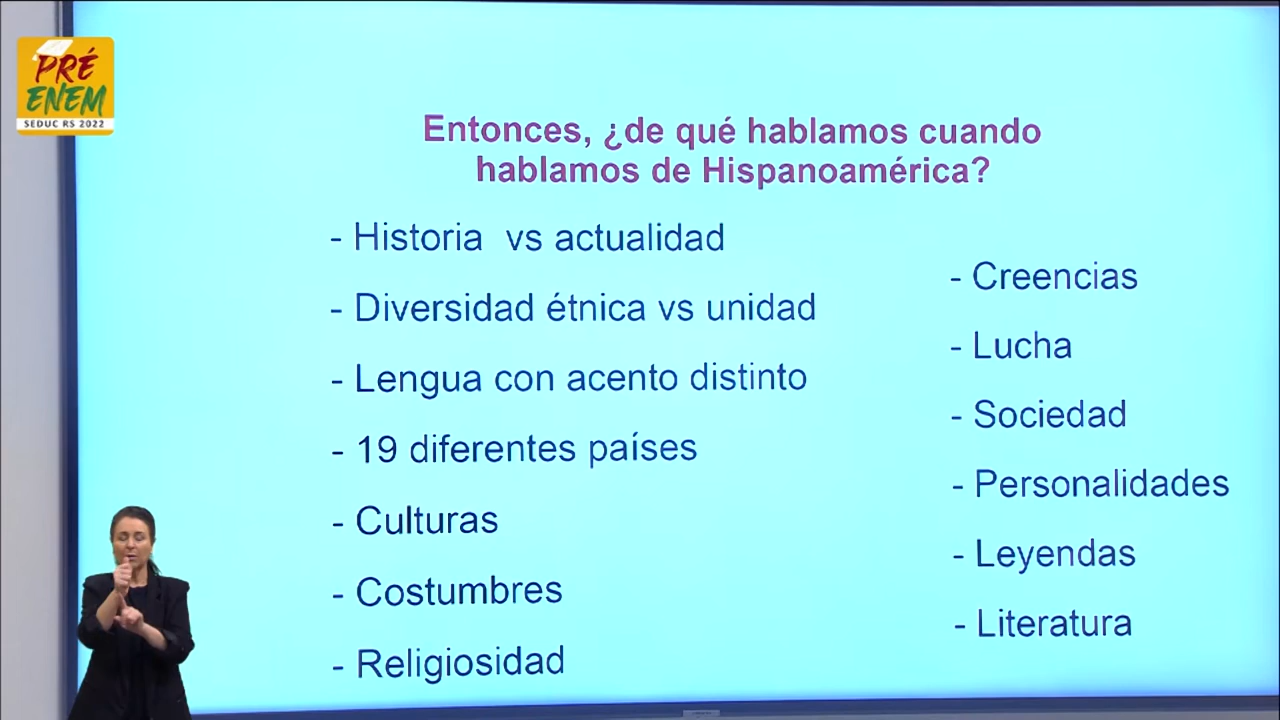 PRÉ
ENEM
SEDUC RS 2022
Entonces, ¿de qué hablamos cuando
hablamos de Hispanoamérica?
- Historia vs actualidad
- Diversidad étnica vs unidad
- Lengua con acento distinto
- 19 diferentes países
- Culturas
- Costumbres
- Religiosidad
- Creencias
- Lucha
- Sociedad
- Personalidades
- Leyendas
- Literatura